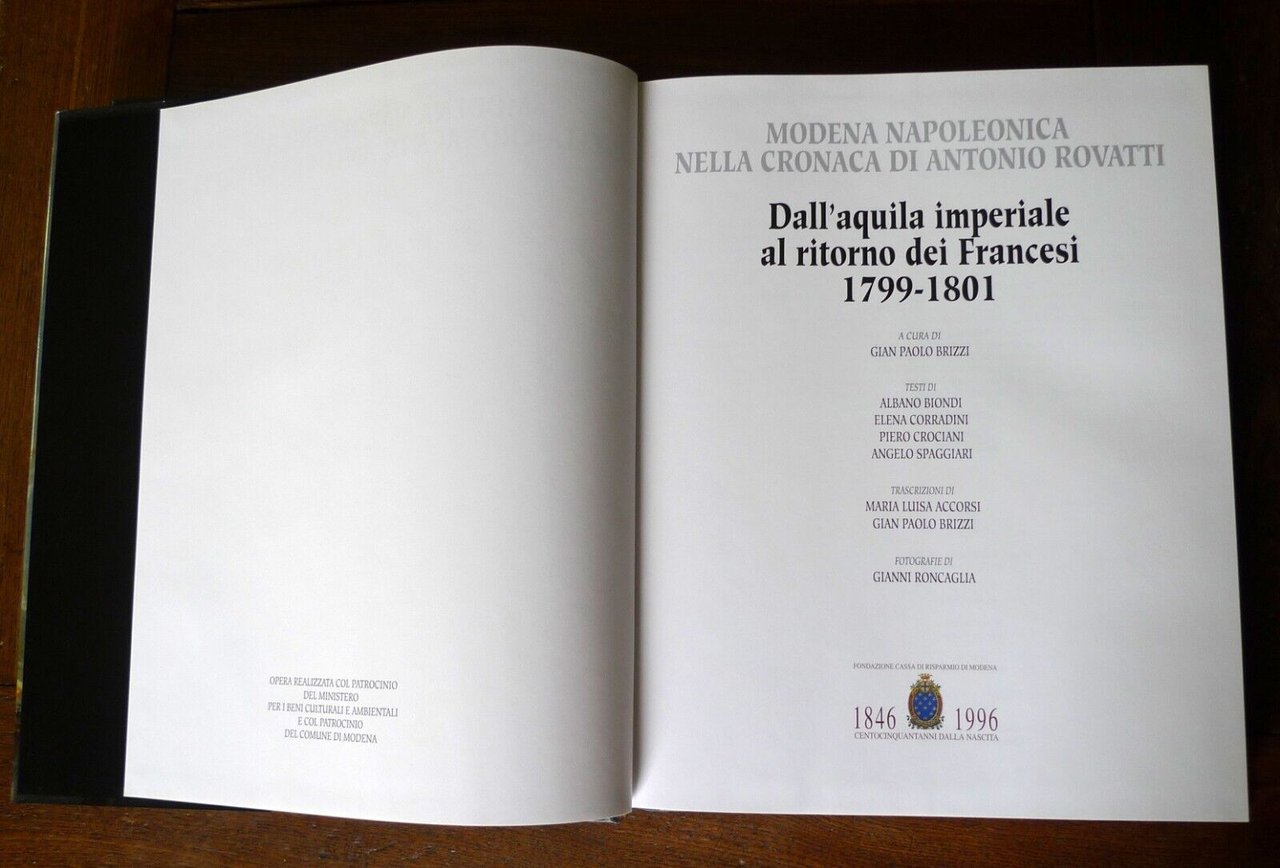 OPERA REALIZZATA COL PATROCINIO
DEL MINISTERO
PER I BENI CULTURALI E AMBIENTALI
E COL PATROCINIO
DEL COMUNE DI MODENA
MODENA NAPOLEONICA
NELLA CRONACA DI ANTONIO ROVATTI
Dall'aquila imperiale
al ritorno dei Francesi
1799-1801
A CURA DI
GIAN PAOLO BRIZZI
TESTI DI
ALBANO BIONDI
ELENA CORRADINI
PIERO CROCIANI
ANGELO SPAGGIARI
TRASCRIZIONI DI
MARIA LUISA ACCORSI
GIAN PAOLO BRIZZI
FOTOGRAFIE DI
GIANNI RONCAGLIA
FONDAZIONE CASSA DI RISPARMIO DI MODENA
1846 1996
CENTOCINQUANTANNI DALLA NASCITA